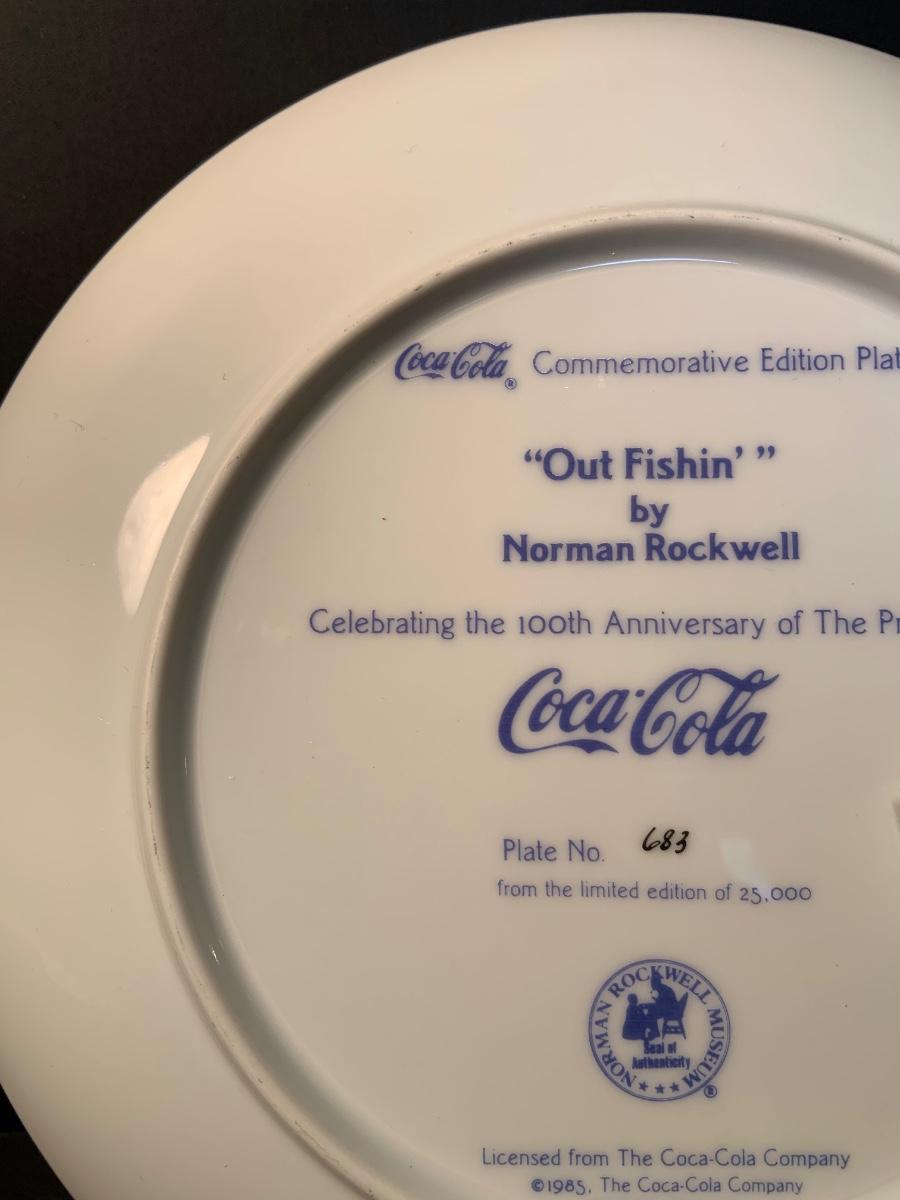 Coca-Cola® Commemorative Edition Plat
“Out Fishin’ ”
by
Norman Rockwell
Celebrating the 100th Anniversary of The Pr
Coca-Cola
Plate No. 683
from the limited edition of 25,000
NORMAN ROCKWELL MUSEUM ®
Seal of
Authenticity
Licensed from The Coca-Cola Company
©1985, The Coca-Cola Company